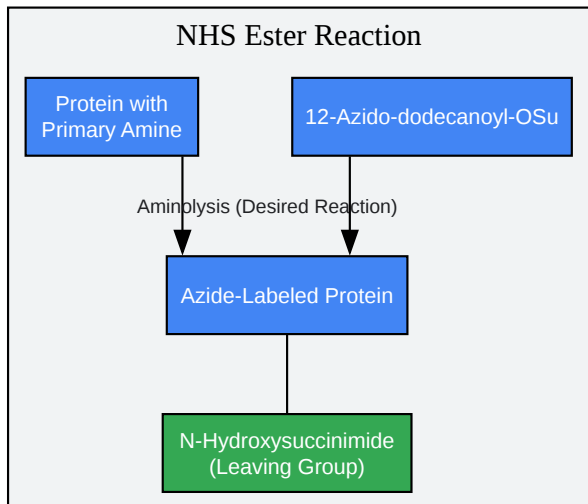 NHS Ester Reaction
Protein with
Primary Amine
12-Azido-dodecanoyl-OSu
Aminolysis (Desired Reaction)
Azide-Labeled Protein
N-Hydroxysuccinimide
(Leaving Group)